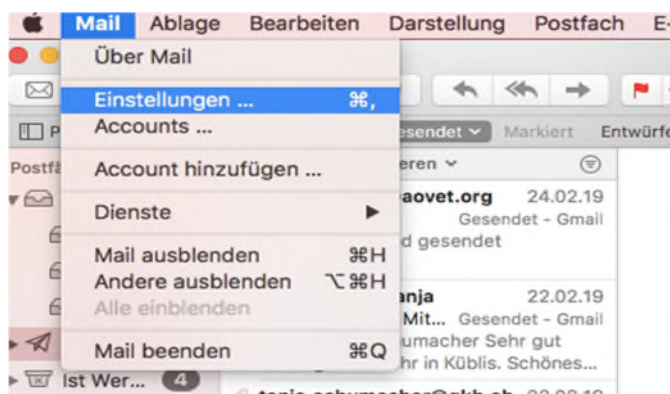 Mail Ablage Bearbeiten Darstellung Postfach E-
Über Mail
Einstellungen ... ⌘,
Accounts ...
Account hinzufügen ...
Dienste
Mail ausblenden ⌘H
Andere ausblenden ⌥⌘H
Alle einblenden
Mail beenden ⌘Q
P
esendet Markiert Entwürfe
Postfä
eren
aovet.org 24.02.19
Gesendet - Gmail
d gesendet
anja 22.02.19
Mit... Gesendet - Gmail
umacher Sehr gut
hr in Küblis. Schönes...
Ist Wer... 4